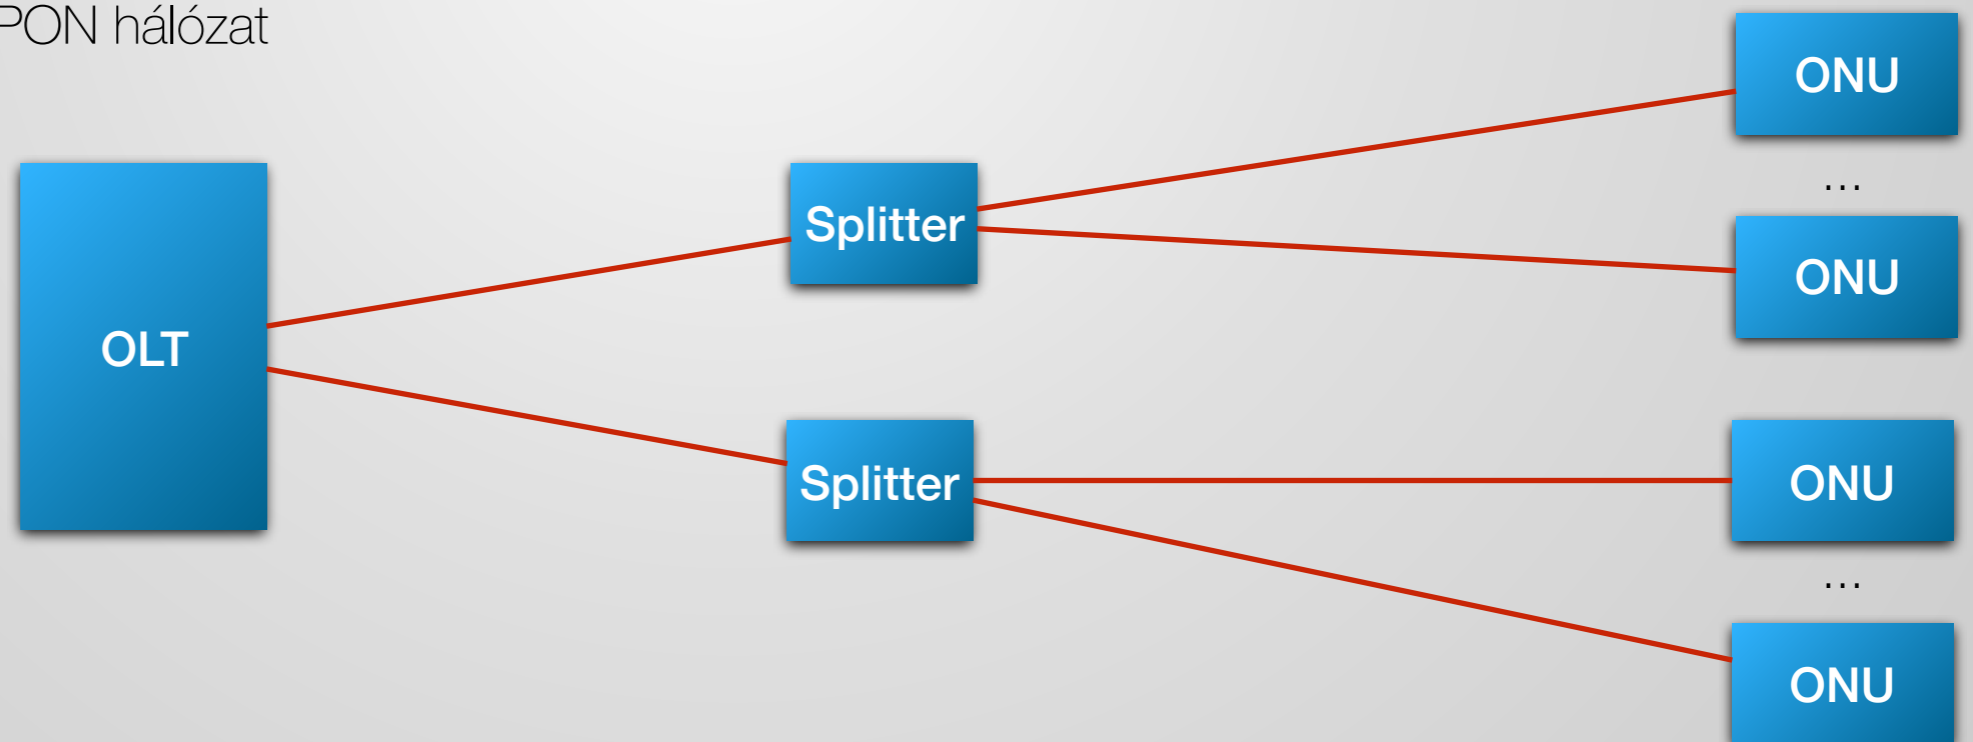 PON hálózat
ONU
...
Splitter
ONU
OLT
Splitter
ONU
...
ONU